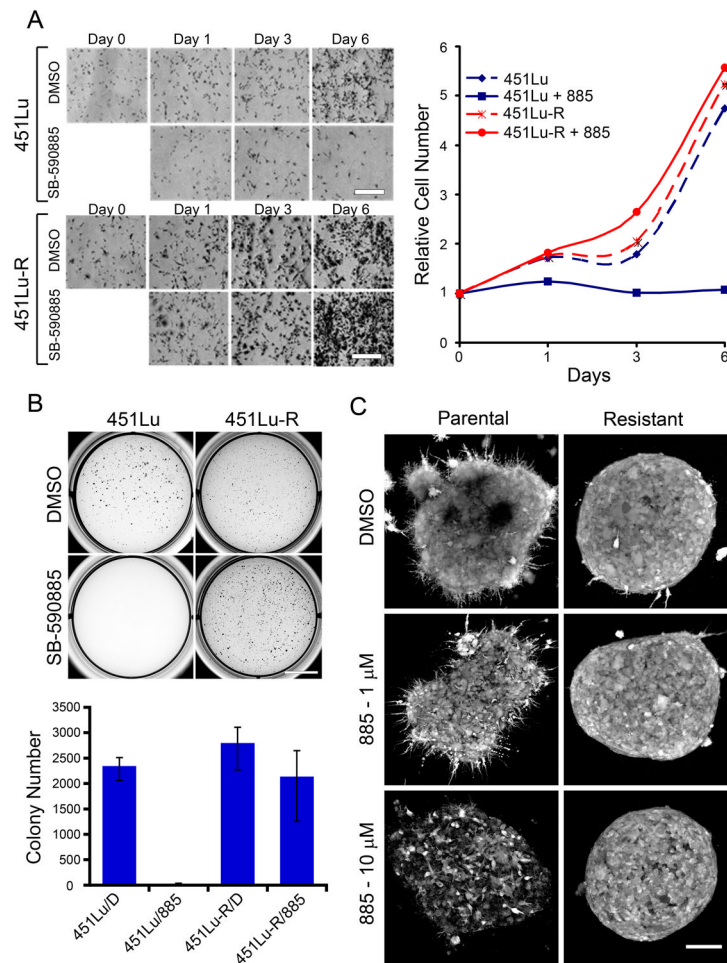 A
Day 0 Day 1 Day 3 Day 6
451Lu
DMSO
SB-590885
Day 0 Day 1 Day 3 Day 6
451Lu-R
DMSO
SB-590885
Relative Cell Number
6
5
4
3
2
1
0
451Lu
451Lu + 885
451Lu-R
451Lu-R + 885
0 1 3 6
Days
B
451Lu 451Lu-R
DMSO
SB-590885
Colony Number
3500
3000
2500
2000
1500
1000
500
0
451Lu/D
451Lu/885
451Lu-R/D
451Lu-R/885
C
Parental Resistant
DMSO
885 - 1 µM
885 - 10 µM